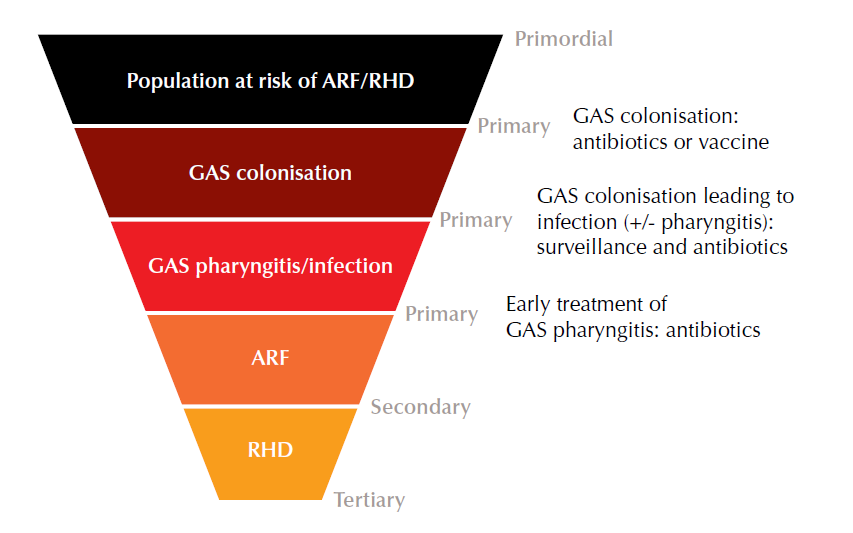 Primordial
Population at risk of ARF/RHD
Primary
GAS colonisation:
antibiotics or vaccine
GAS colonisation
Primary
GAS colonisation leading to
infection (+/- pharyngitis):
surveillance and antibiotics
GAS pharyngitis/infection
Primary
Early treatment of
GAS pharyngitis: antibiotics
ARF
Secondary
RHD
Tertiary